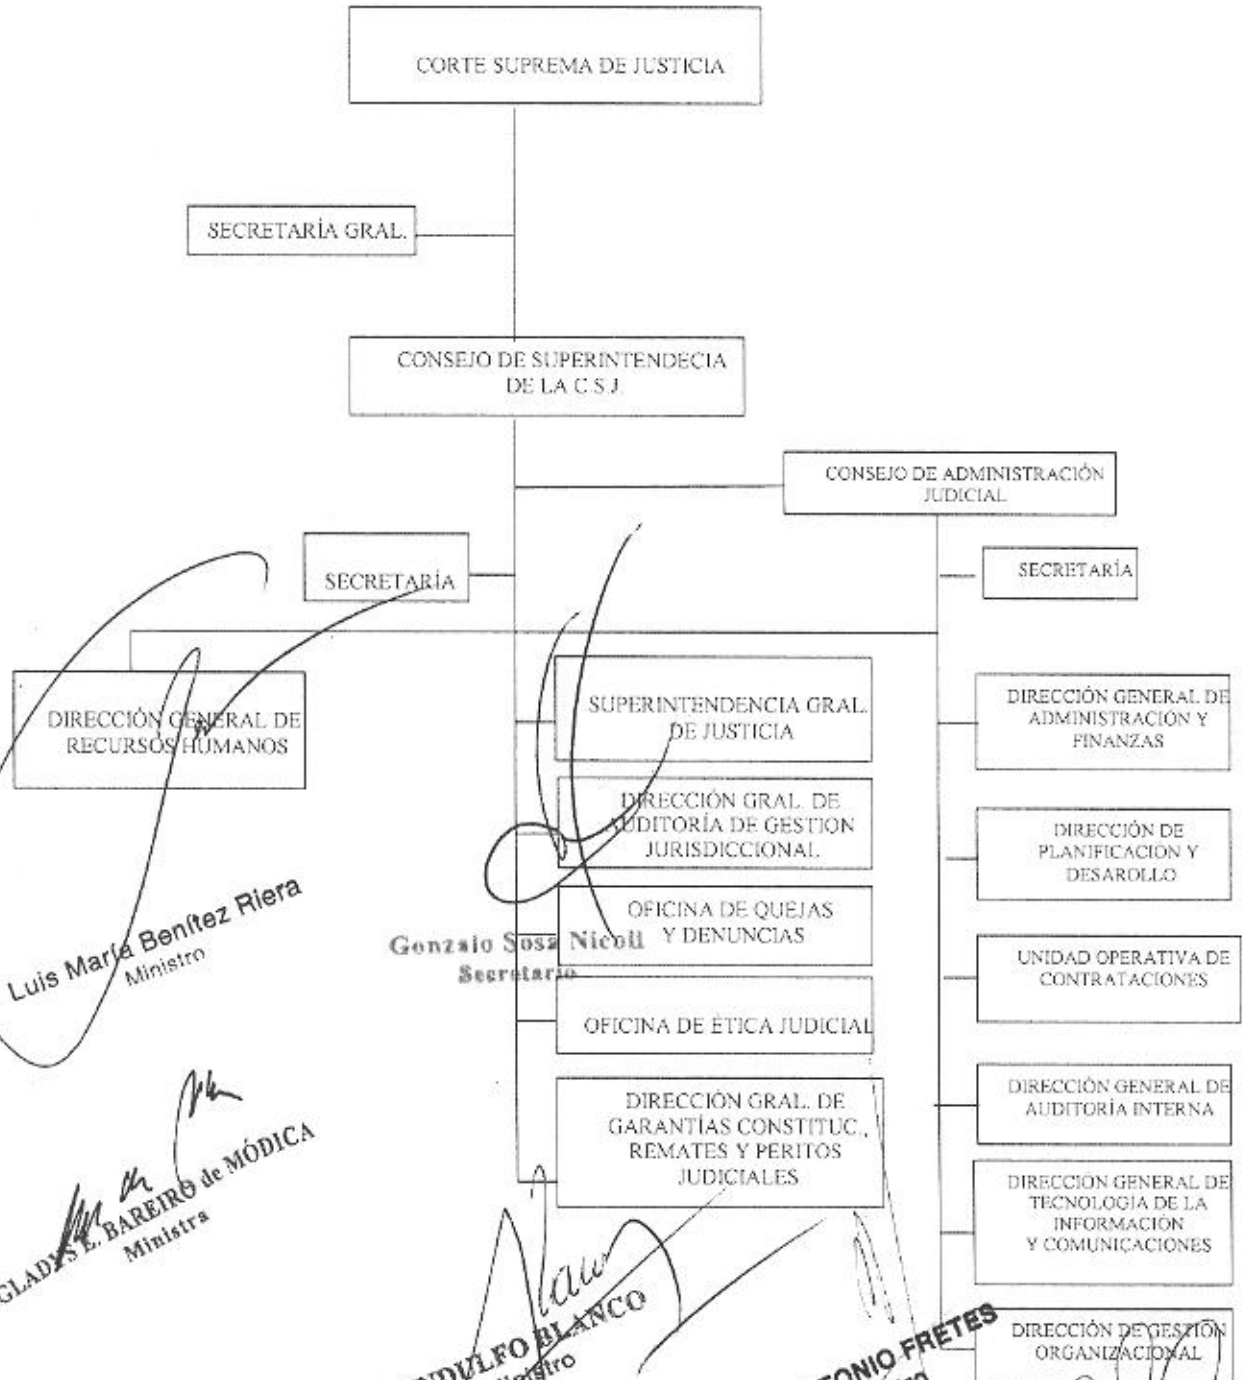 CORTE SUPREMA DE JUSTICIA
SECRETARÍA GRAL.
CONSEJO DE SUPERINTENDECIA
DE LA C.S.J.
CONSEJO DE ADMINISTRACIÓN
JUDICIAL
SECRETARÍA
SECRETARÍA
DIRECCIÓN GENERAL DE
RECURSOS HUMANOS
SUPERINTENDENCIA GRAL.
DE JUSTICIA
DIRECCIÓN GRAL. DE
AUDITORÍA DE GESTION
JURISDICCIONAL
OFICINA DE QUEJAS
Y DENUNCIAS
OFICINA DE ÉTICA JUDICIAL
DIRECCIÓN GRAL. DE
GARANTÍAS CONSTITUC.,
REMATES Y PERITOS
JUDICIALES
DIRECCIÓN GENERAL DE
ADMINISTRACIÓN Y
FINANZAS
DIRECCIÓN DE
PLANIFICACION Y
DESAROLLO
UNIDAD OPERATIVA DE
CONTRATACIONES
DIRECCIÓN GENERAL DE
AUDITORÍA INTERNA
DIRECCIÓN GENERAL DE
TECNOLOGÍA DE LA
INFORMACIÓN
Y COMUNICACIONES
DIRECCIÓN DE GESTIÓN
ORGANIZACIONAL
Luis María Benítez Riera
Ministro
Gonzalo Sosa Nicoli
Secretario
GLADYS E. BAREIRO de MÓDICA
Ministra
BLANCO
FRETES